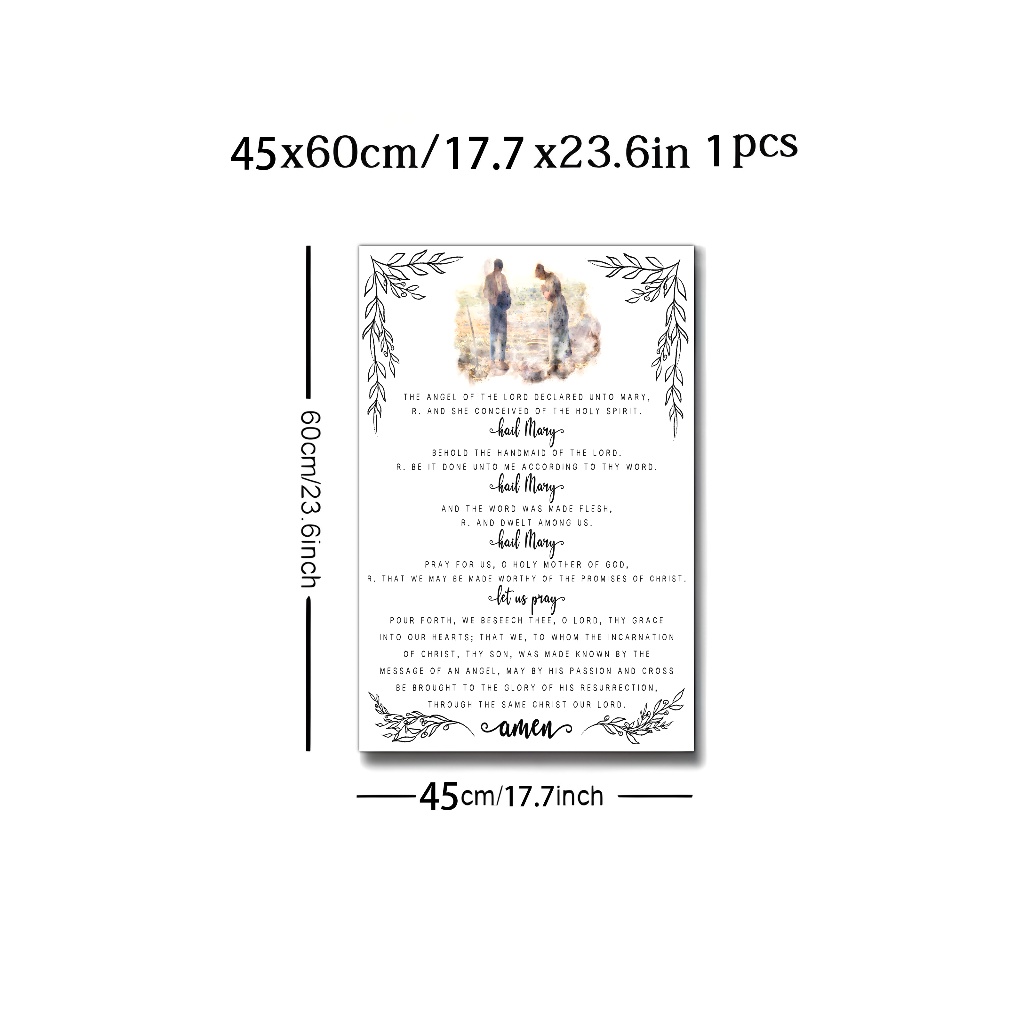 45x60cm/17.7 x23.6in 1pcs
60cm/23.6inch
THE ANGEL OF THE LORD DECLARED UNTO MARY,
R. AND SHE CONCEIVED OF THE HOLY SPIRIT.
hail Mary
BEHOLD THE HANDMAID OF THE LORD.
R. BE IT DONE UNTO ME ACCORDING TO THY WORD.
hail Mary
AND THE WORD WAS MADE FLESH,
R. AND DWELT AMONG US.
hail Mary
PRAY FOR US, O HOLY MOTHER OF GOD,
R. THAT WE MAY BE MADE WORTHY OF THE PROMISES OF CHRIST.
let us pray
POUR FORTH, WE BESEECH THEE, O LORD, THY GRACE
INTO OUR HEARTS; THAT WE, TO WHOM THE INCARNATION
OF CHRIST, THY SON, WAS MADE KNOWN BY THE
MESSAGE OF AN ANGEL, MAY BY HIS PASSION AND CROSS
BE BROUGHT TO THE GLORY OF HIS RESURRECTION,
THROUGH THE SAME CHRIST OUR LORD.
amen
45cm/17.7inch